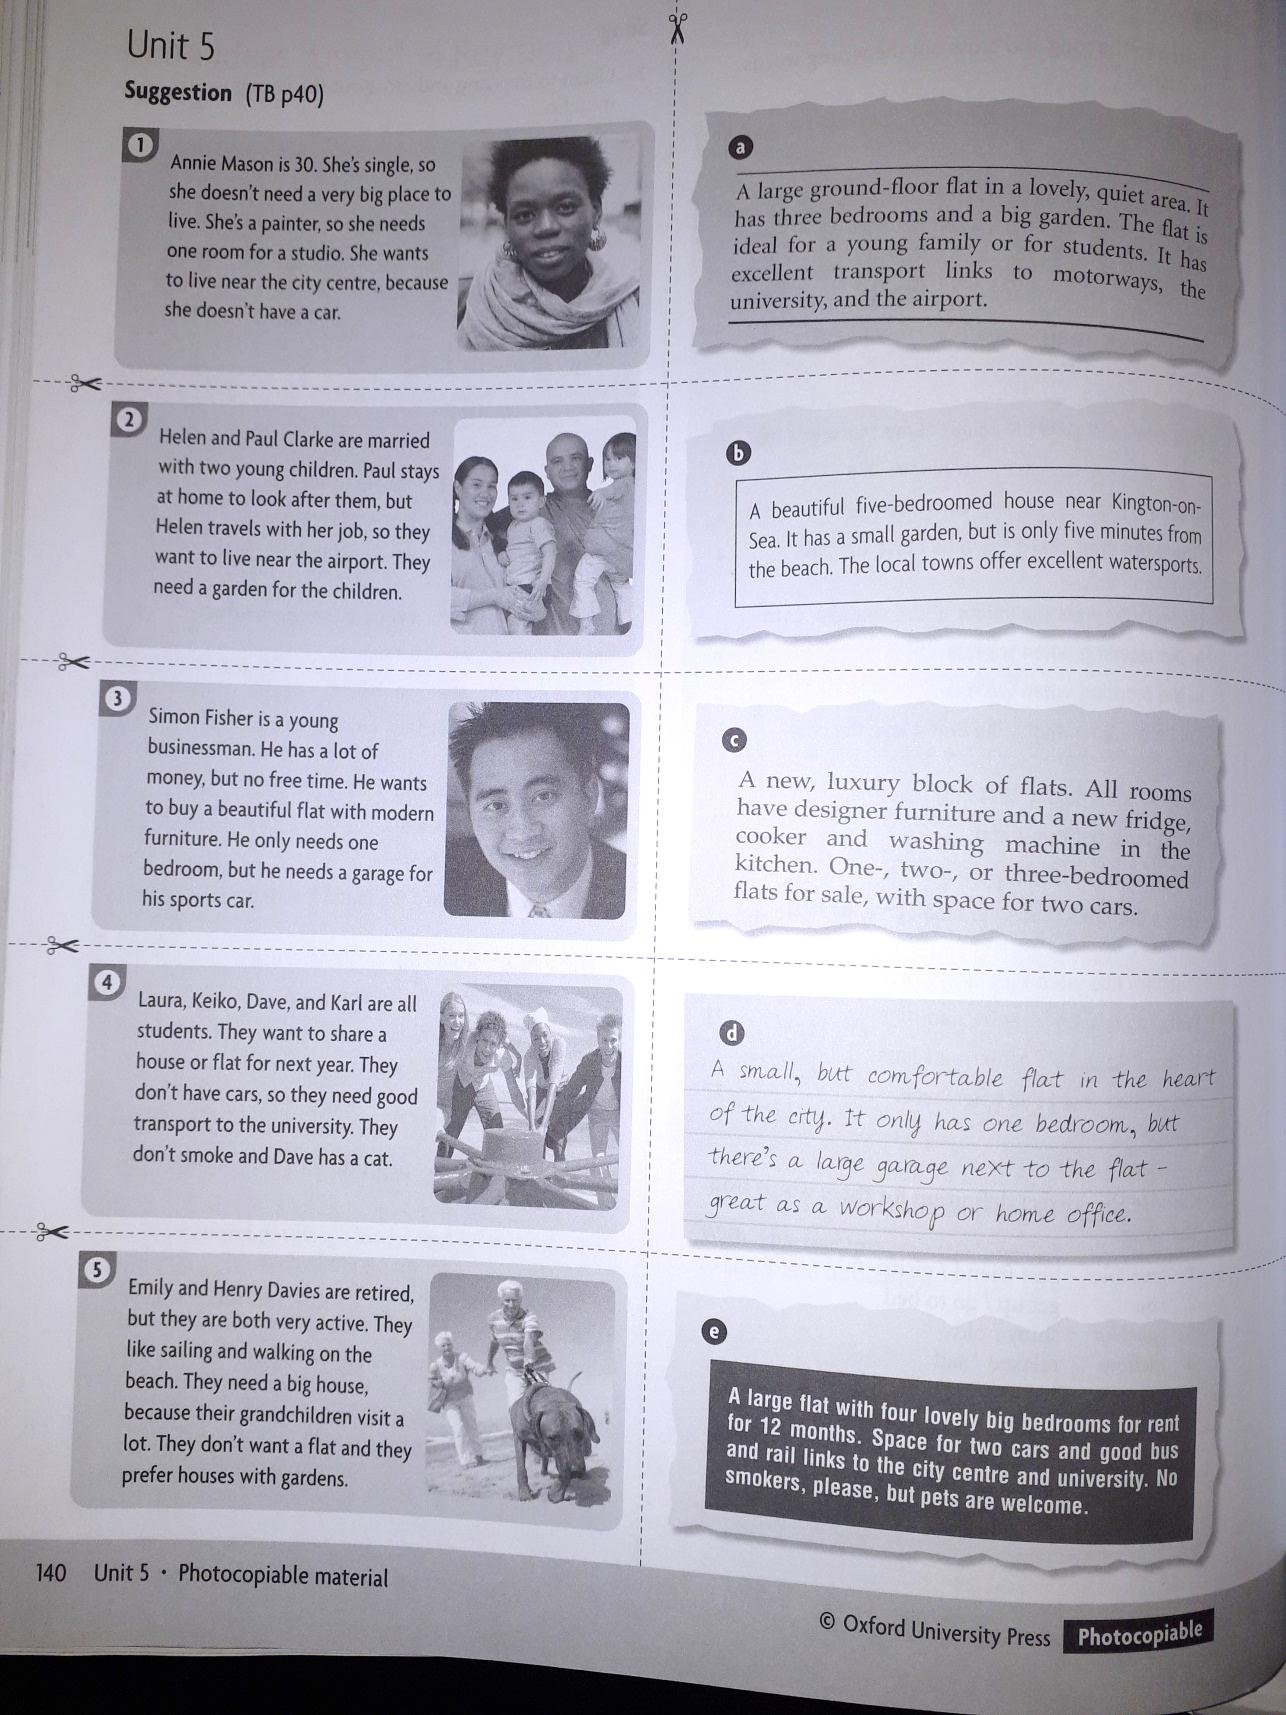 Unit 5
Suggestion (TB p40)
1
Annie Mason is 30. She's single, so
she doesn't need a very big place to
live. She's a painter, so she needs
one room for a studio. She wants
to live near the city centre, because
she doesn't have a car.
a
A large ground-floor flat in a lovely, quiet area. It
has three bedrooms and a big garden. The flat is
ideal for a young family or for students. It has
excellent transport links to motorways, the
university, and the airport.
2
Helen and Paul Clarke are married
with two young children. Paul stays
at home to look after them, but
Helen travels with her job, so they
want to live near the airport. They
need a garden for the children.
b
A beautiful five-bedroomed house near Kington-on-
Sea. It has a small garden, but is only five minutes from
the beach. The local towns offer excellent watersports.
3
Simon Fisher is a young
businessman. He has a lot of
money, but no free time. He wants
to buy a beautiful flat with modern
furniture. He only needs one
bedroom, but he needs a garage for
his sports car.
c
A new, luxury block of flats. All rooms
have designer furniture and a new fridge,
cooker and washing machine in the
kitchen. One-, two-, or three-bedroomed
flats for sale, with space for two cars.
4
Laura, Keiko, Dave, and Karl are all
students. They want to share a
house or flat for next year. They
don't have cars, so they need good
transport to the university. They
don't smoke and Dave has a cat.
d
A small, but comfortable flat in the heart
of the city. It only has one bedroom, but
there's a large garage next to the flat –
great as a workshop or home office.
5
Emily and Henry Davies are retired,
but they are both very active. They
like sailing and walking on the
beach. They need a big house,
because their grandchildren visit a
lot. They don't want a flat and they
prefer houses with gardens.
e
A large flat with four lovely big bedrooms for rent
for 12 months. Space for two cars and good bus
and rail links to the city centre and university. No
smokers, please, but pets are welcome.
140 Unit 5 • Photocopiable material
© Oxford University Press Photocopiable